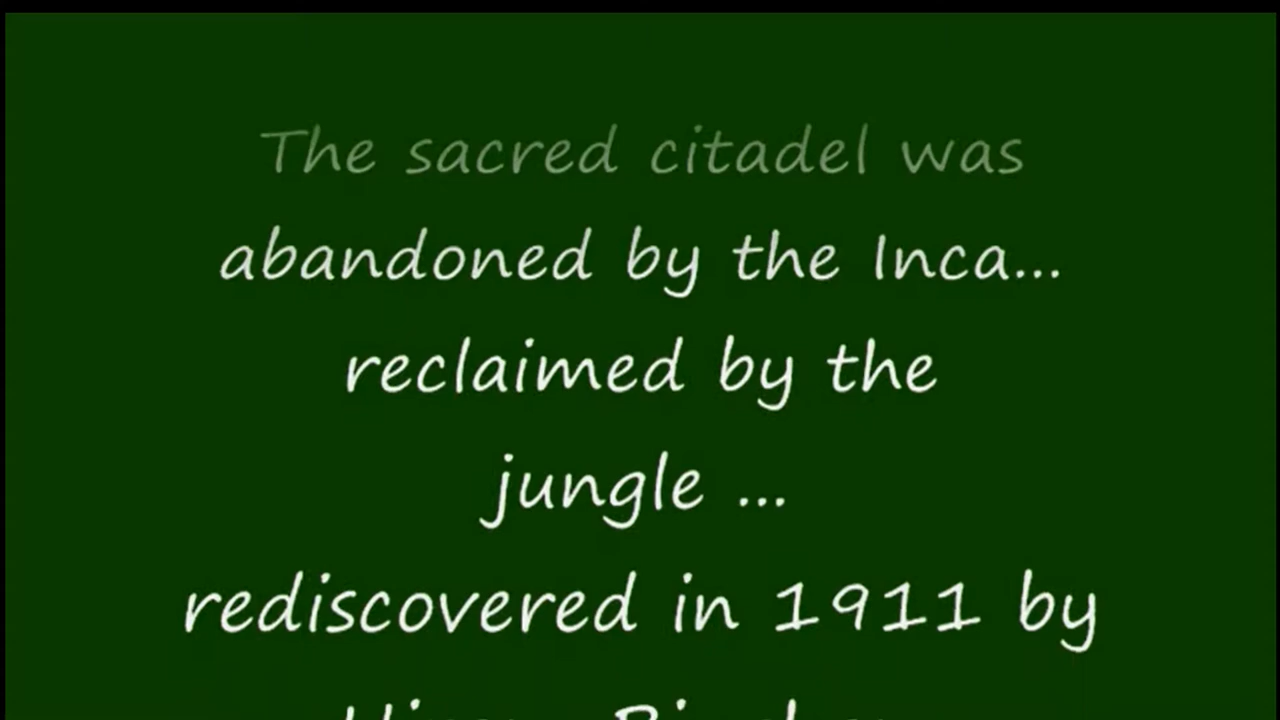 The sacred citadel was
abandoned by the Inca...
reclaimed by the
jungle ...
rediscovered in 1911 by